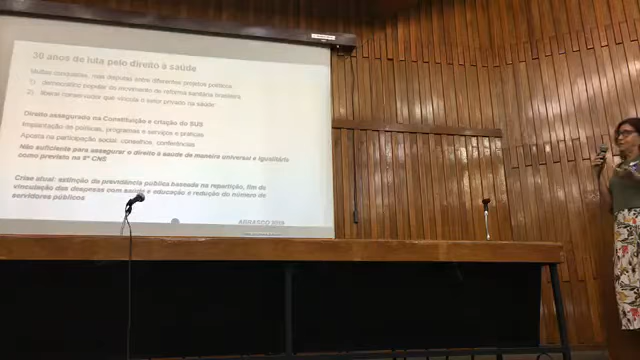 30 anos de luta pelo direito à saúde
Muitas conquistas, mas disputas entre diferentes projetos políticos
1) democrático popular do movimento de reforma sanitária brasileira
2) liberal conservador que vincula o setor privado na saúde
Direito assegurado na Constituição e criação do SUS
Implantação de políticas, programas e serviços e práticas
Aposta na participação social: conselhos, conferências
Não suficiente para assegurar o direito à saúde de maneira universal e igualitária
como previsto na 8ª CNS
Crise atual: extinção da previdência pública baseada na repartição, fim da
vinculação das despesas com saúde e educação e redução do número de
servidores públicos
ABRASCO